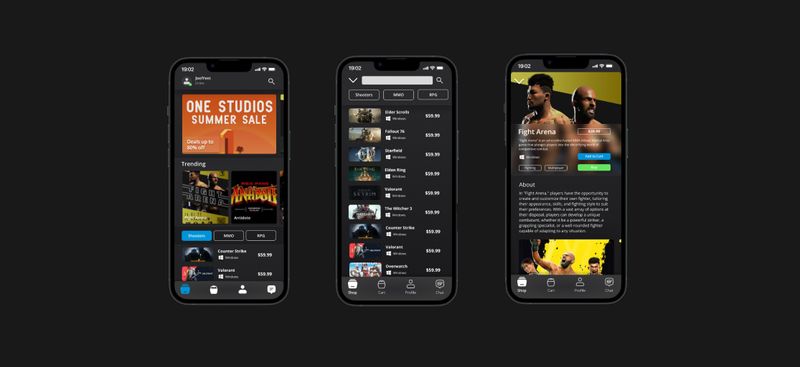 19:02
JoeYent
ONE STUDIOS
SUMMER SALE
Deals up to
80% off
Trending
FIGHT
ARENA
Antidote
Shooters
MMO
RPG
Counter Strike
Windows
$59.99
Valorant
Windows
$59.99
19:02
Shooters
MMO
RPG
Elder Scrolls
Windows
$59.99
Fallout 76
Windows
$59.99
Starfield
Windows
$59.99
Elden Ring
Windows
$59.99
SKYRIM
Valorant
Windows
$59.99
The Witcher 3
Windows
$59.99
Counter Strike
Windows
$59.99
Valorant
Windows
$59.99
Overwatch
Windows
$59.99
Shop
Cart
Profile
Chat
19:02
Fight Arena
$59.99
Windows
Add to Cart
Buy
Fighting
Multiplayer
About
In "Fight Arena," players have the opportunity to
create and customize their own fighter, tailoring
their appearance, skills, and fighting style to suit
their preferences. With a vast array of options at
their disposal, players can develop a unique
combatant, whether it be a powerful striker, a
grappling specialist, or a well-rounded fighter
capable of adapting to any situation.
Shop
Cart
Profile
Chat